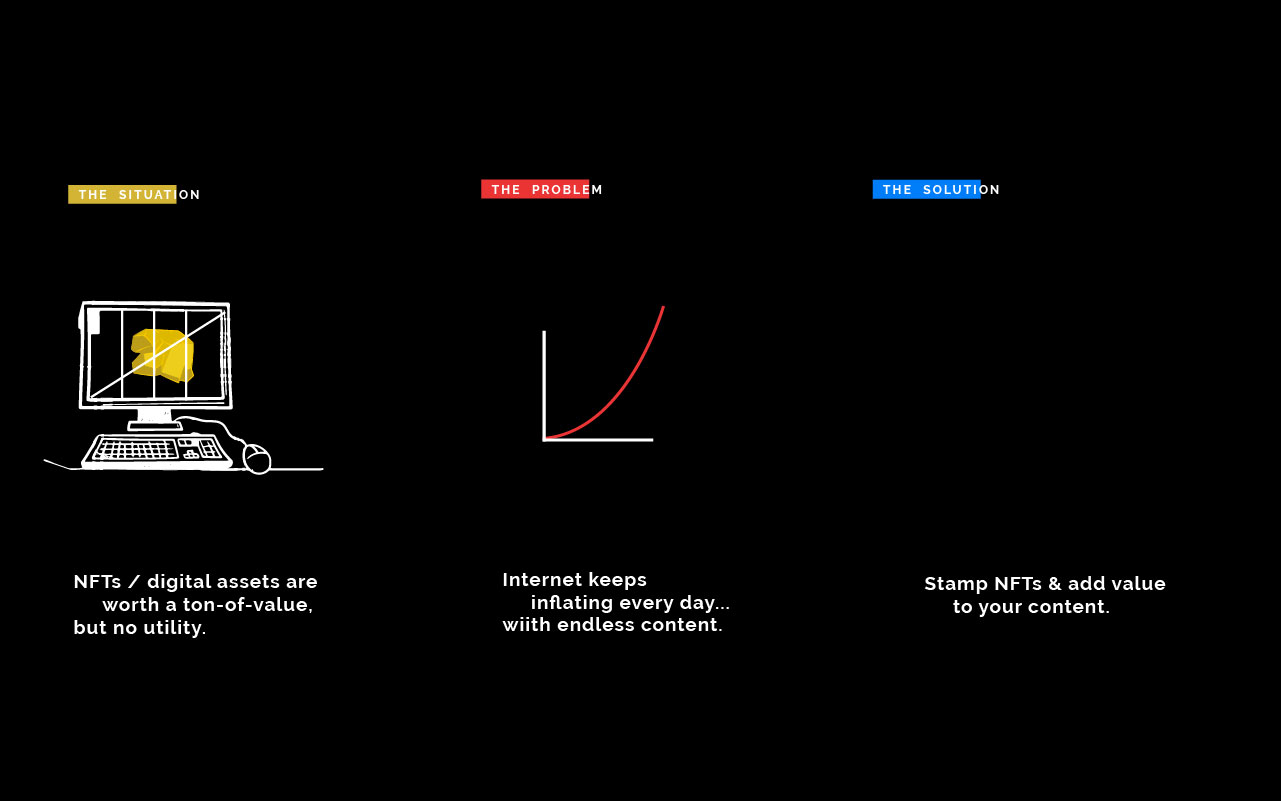 THE SITUATION
NFTs / digital assets are
worth a ton-of-value,
but no utility.
THE PROBLEM
Internet keeps
inflating every day...
wiith endless content.
THE SOLUTION
Stamp NFTs & add value
to your content.